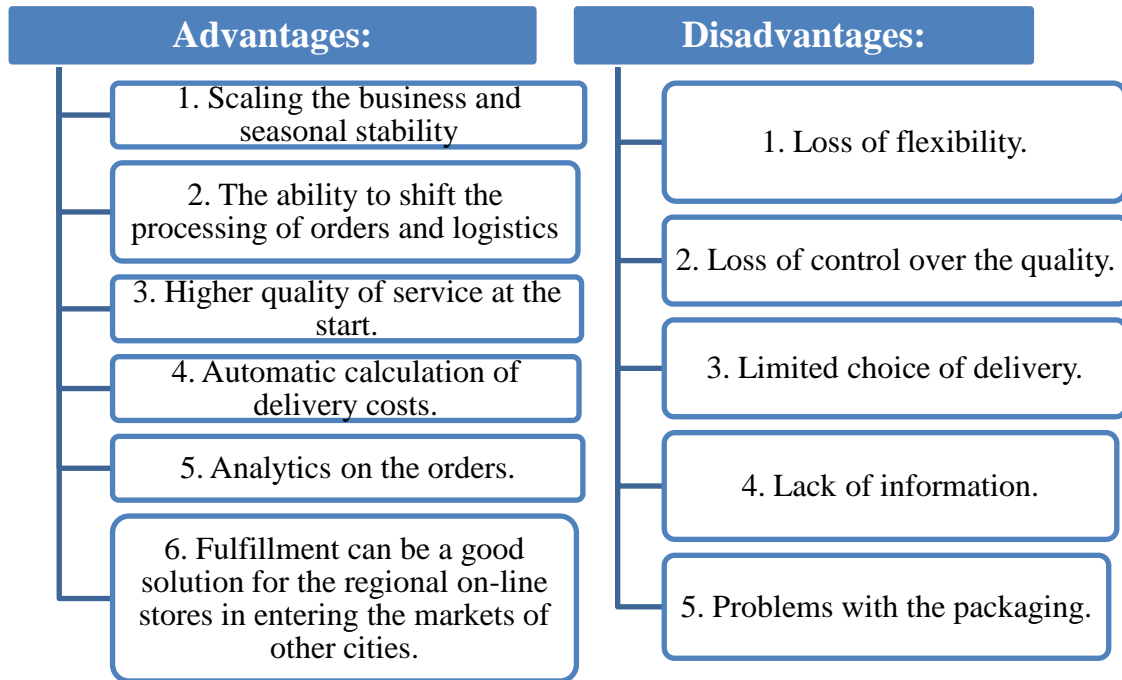 Advantages:
1. Scaling the business and
seasonal stability
2. The ability to shift the
processing of orders and logistics
3. Higher quality of service at the
start.
4. Automatic calculation of
delivery costs.
5. Analytics on the orders.
6. Fulfillment can be a good
solution for the regional on-line
stores in entering the markets of
other cities.
Disadvantages:
1. Loss of flexibility.
2. Loss of control over the quality.
3. Limited choice of delivery.
4. Lack of information.
5. Problems with the packaging.